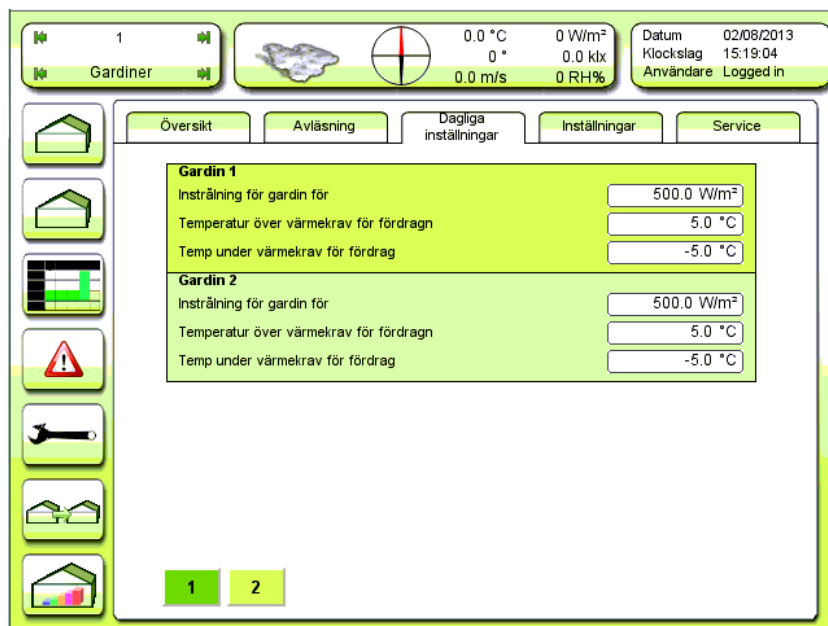 1
Gardiner
0.0 °C
0 °
0.0 m/s
0 W/m²
0.0 klx
0 RH%
Datum 02/08/2013
Klockslag 15:19:04
Användare Logged in
Översikt
Avläsning
Dagliga
inställningar
Inställningar
Service
Gardin 1
Instrålning för gardin för 500.0 W/m²
Temperatur över värmekrav för fördragn 5.0 °C
Temp under värmekrav för fördrag -5.0 °C
Gardin 2
Instrålning för gardin för 500.0 W/m²
Temperatur över värmekrav för fördragn 5.0 °C
Temp under värmekrav för fördrag -5.0 °C
1 2